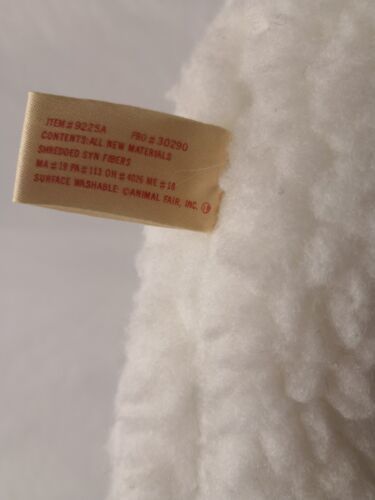 ITEM # 9225A FBO # 30290
CONTENTS: ALL NEW MATERIALS
SHREDDED SYN FIBERS
MA # 19 PA # 113 OH # 4026 ME # 18
SURFACE WASHABLE ©ANIMAL FAIR, INC.